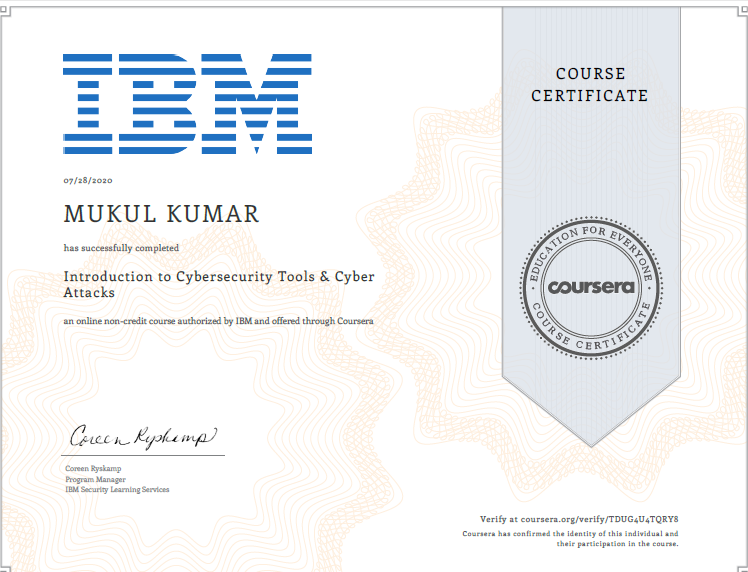 IBM
COURSE
CERTIFICATE
07/28/2020
MUKUL KUMAR
has successfully completed
Introduction to Cybersecurity Tools & Cyber
Attacks
an online non-credit course authorized by IBM and offered through Coursera
EDUCATION FOR EVERYONE
coursera
COURSE CERTIFICATE
Coreen Ryskamp
Coreen Ryskamp
Program Manager
IBM Security Learning Services
Verify at coursera.org/verify/TDUG4U4TQRY8
Coursera has confirmed the identity of this individual and
their participation in the course.